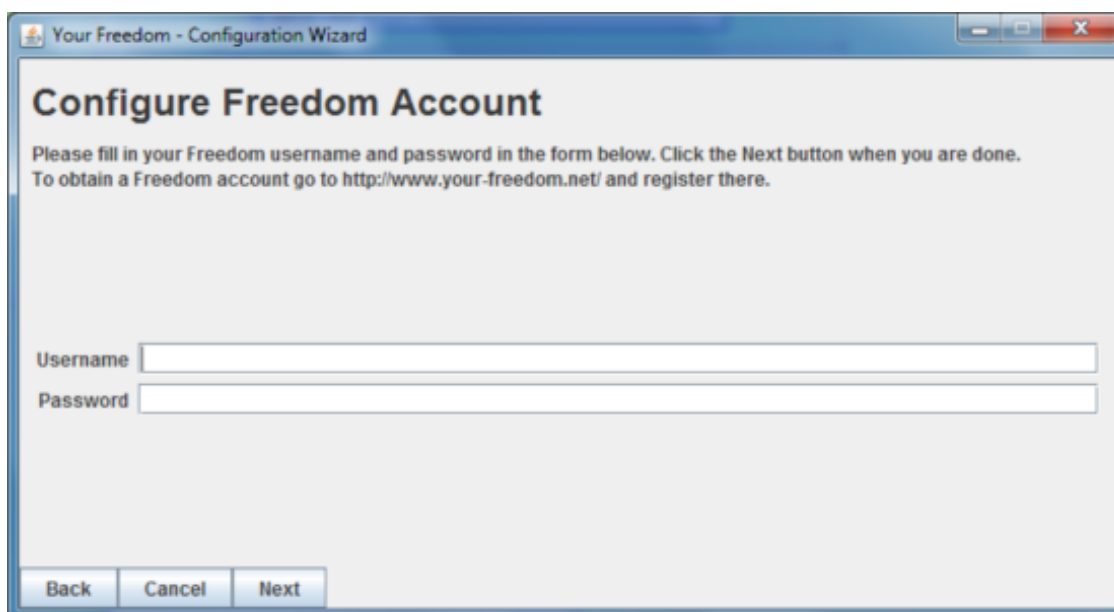 Your Freedom - Configuration Wizard
Configure Freedom Account
Please fill in your Freedom username and password in the form below. Click the Next button when you are done.
To obtain a Freedom account go to http://www.your-freedom.net/ and register there.
Username
Password
Back Cancel Next